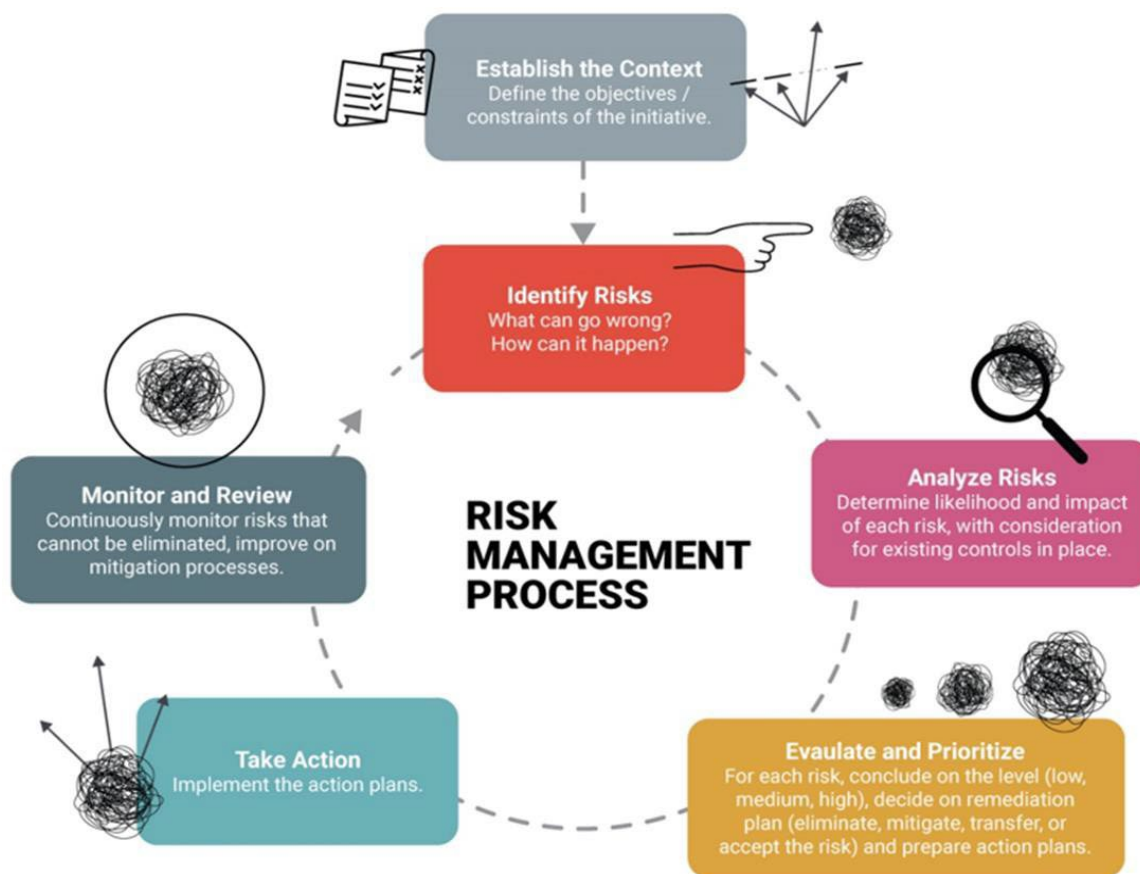 Establish the Context
Define the objectives /
constraints of the initiative.
Identify Risks
What can go wrong?
How can it happen?
Analyze Risks
Determine likelihood and impact
of each risk, with consideration
for existing controls in place.
Monitor and Review
Continuously monitor risks that
cannot be eliminated, improve on
mitigation processes.
RISK
MANAGEMENT
PROCESS
Take Action
Implement the action plans.
Evaulate and Prioritize
For each risk, conclude on the level (low,
medium, high), decide on remediation
plan (eliminate, mitigate, transfer, or
accept the risk) and prepare action plans.